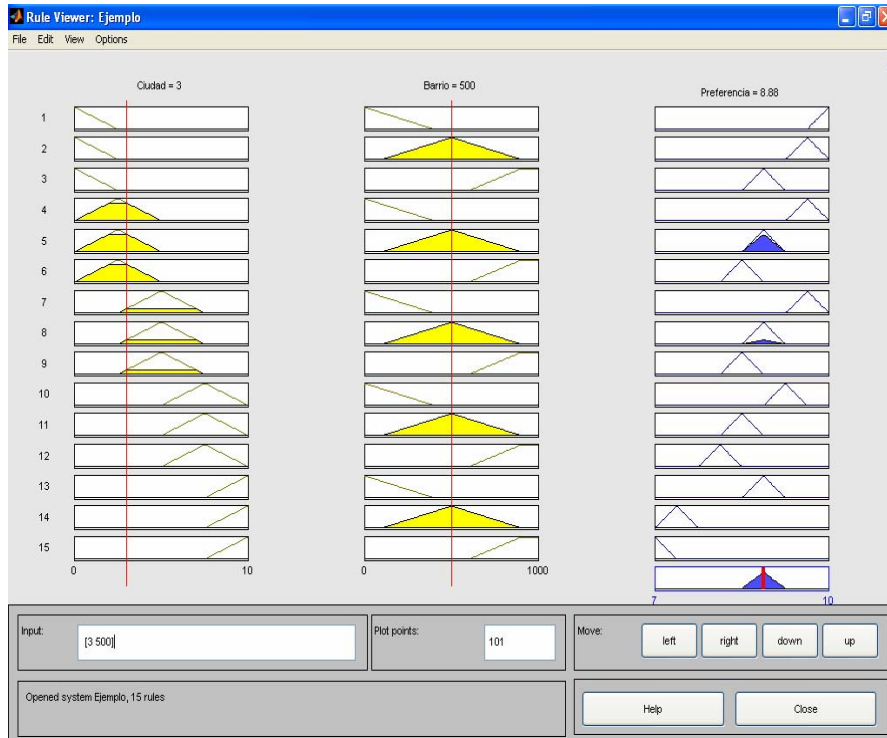 Rule Viewer: Ejemplo
File Edit View Options
Ciudad = 3
Barrio = 500
Preferencia = 8.88
1
2
3
4
5
6
7
8
9
10
11
12
13
14
15
0 10
0 1000
7 10
Input:
[3 500]
Plot points:
101
Move:
left
right
down
up
Opened system Ejemplo, 15 rules
Help
Close